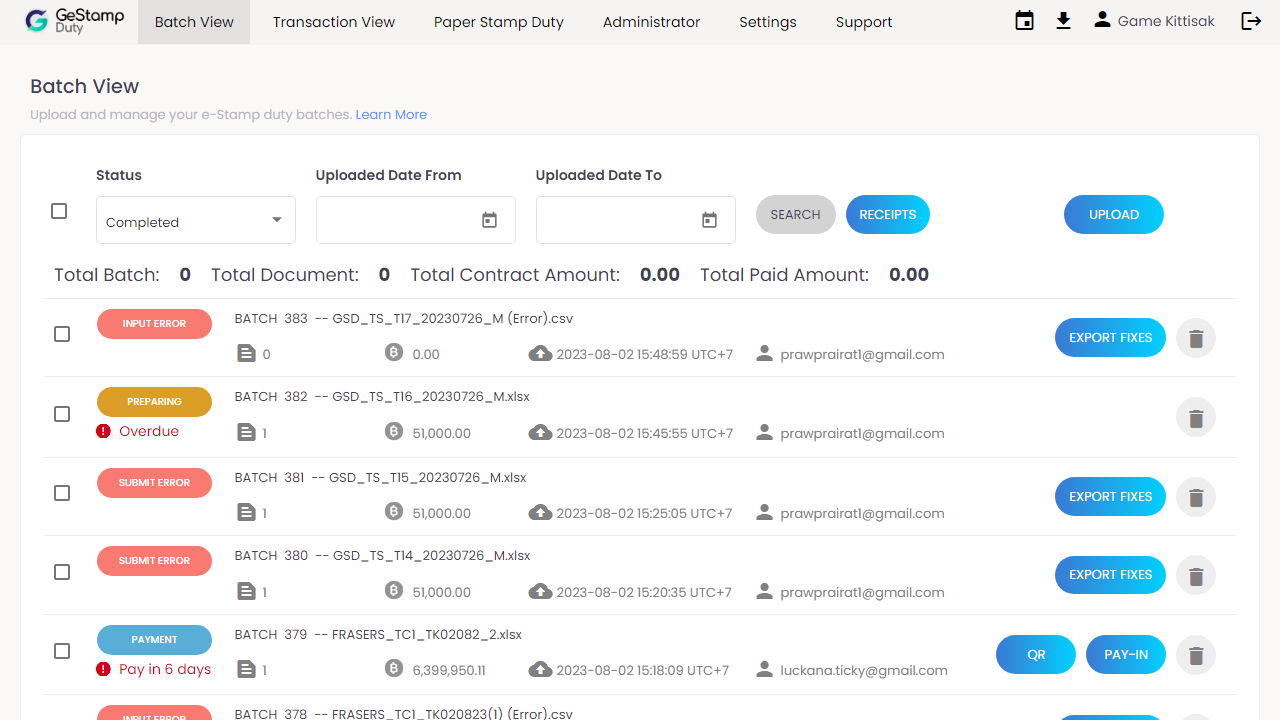 GeStamp Duty Batch View Transaction View Paper Stamp Duty Administrator Settings Support Game Kittisak
Batch View
Upload and manage your e-Stamp duty batches. Learn More
Status Uploaded Date From Uploaded Date To
Completed SEARCH RECEIPTS UPLOAD
Total Batch: 0 Total Document: 0 Total Contract Amount: 0.00 Total Paid Amount: 0.00
INPUT ERROR BATCH 383 -- GSD_TS_T17_20230726_M (Error).csv EXPORT FIXES
0 0.00 2023-08-02 15:48:59 UTC+7 prawprairat1@gmail.com
PREPARING BATCH 382 -- GSD_TS_T16_20230726_M.xlsx
Overdue 1 51,000.00 2023-08-02 15:45:55 UTC+7 prawprairat1@gmail.com
SUBMIT ERROR BATCH 381 -- GSD_TS_T15_20230726_M.xlsx EXPORT FIXES
1 51,000.00 2023-08-02 15:25:05 UTC+7 prawprairat1@gmail.com
SUBMIT ERROR BATCH 380 -- GSD_TS_T14_20230726_M.xlsx EXPORT FIXES
1 51,000.00 2023-08-02 15:20:35 UTC+7 prawprairat1@gmail.com
PAYMENT BATCH 379 -- FRASERS_TC1_TK02082_2.xlsx QR PAY-IN
Pay in 6 days 1 6,399,950.11 2023-08-02 15:18:09 UTC+7 luckana.ticky@gmail.com
INPUT ERROR BATCH 378 -- FRASERS_TC1_TK020823(1) (Error).csv